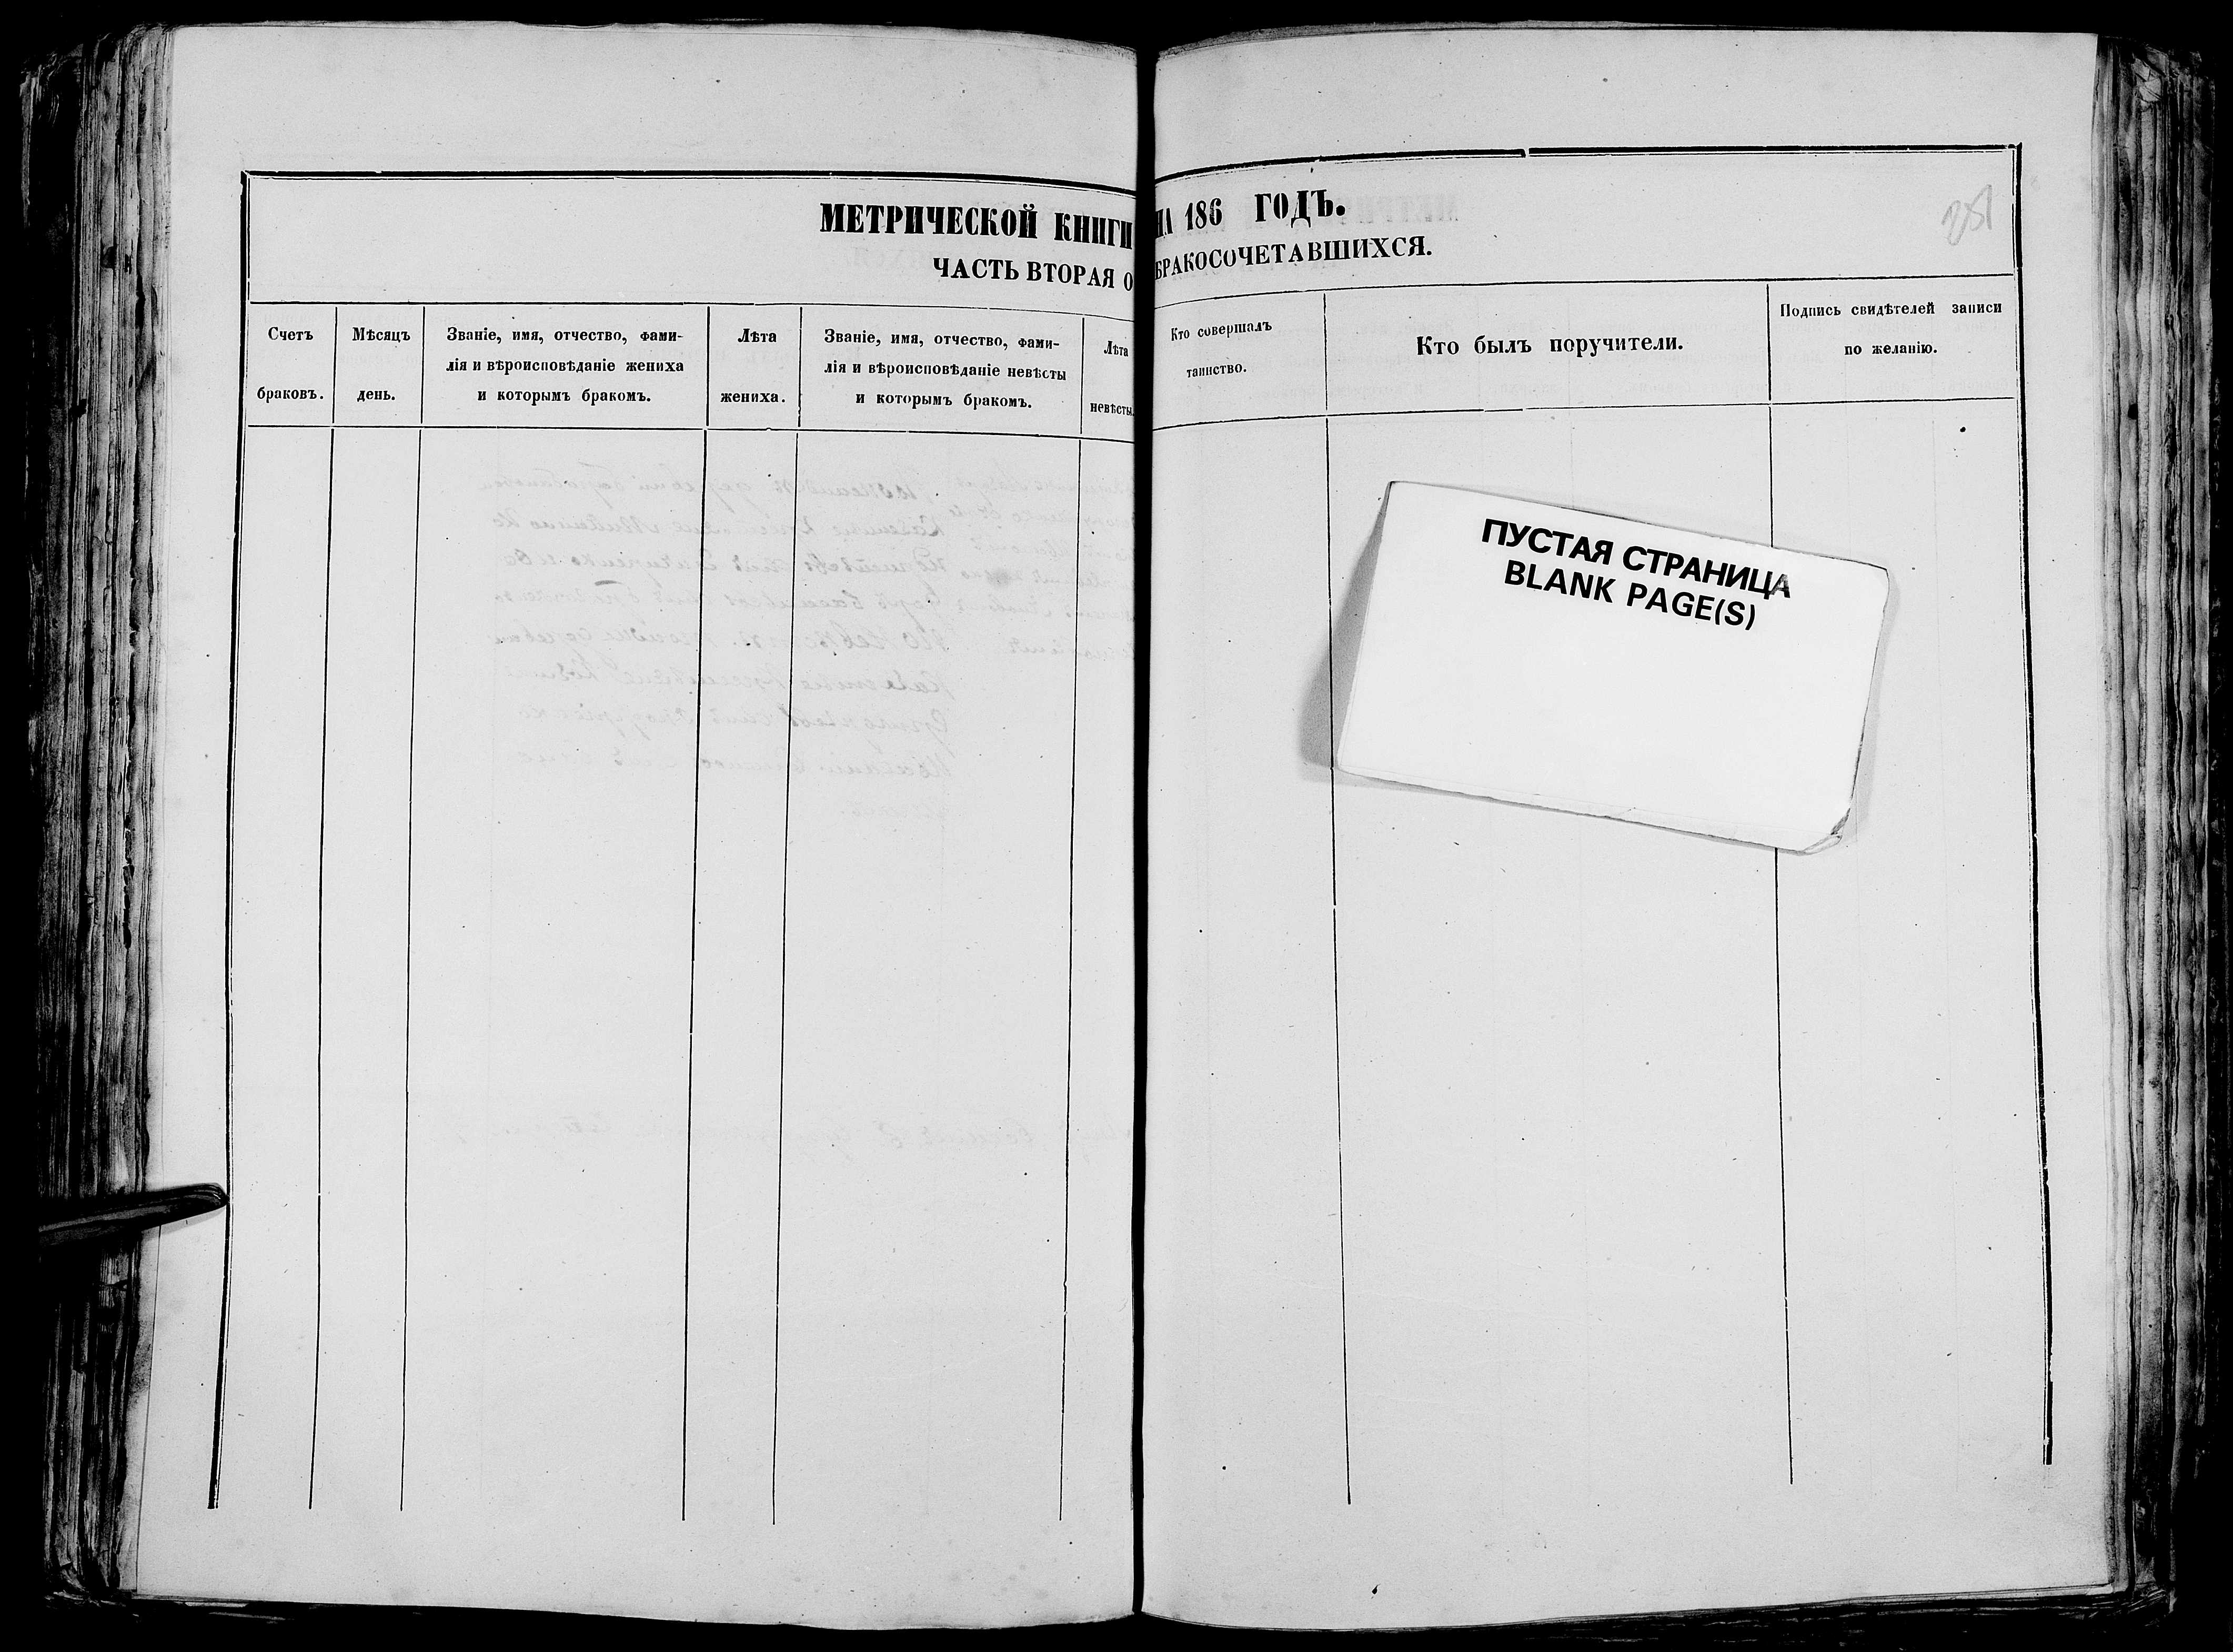 МЕТРИЧЕСКОЙ КНИГИ НА 186 ГОДЪ.
281
ЧАСТЬ ВТОРАЯ О БРАКОСОЧЕТАВШИХСЯ.
Счетъ
браковъ.
Мѣсяцъ
день.
Званіе, имя, отчество, фами-
лія и вѣроисповѣданіе жениха
и которымъ бракомъ.
Лѣта
жениха.
Званіе, имя, отчество, фами-
лія и вѣроисповѣданіе невѣсты
и которымъ бракомъ.
Лѣта
невѣсты.
Кто совершалъ
таинство.
Кто былъ поручители.
Подпись свидѣтелей записи
по желанію.
ПУСТАЯ СТРАНИЦА
BLANK PAGE(S)